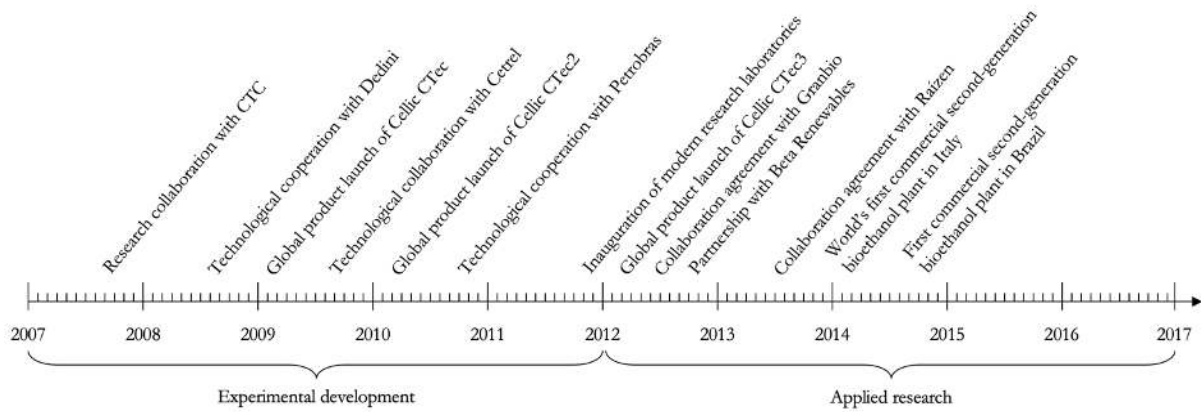 Research collaboration with CTC
Technological cooperation with Dedini
Global product launch of Cellic CTec
Technological collaboration with Cetrel
Global product launch of Cellic CTec2
Technological cooperation with Petrobras
Inauguration of modern research laboratories
Global product launch of Cellic CTec3
Collaboration agreement with Granbio
Partnership with Beta Renewables
Collaboration agreement with Raízen
World's first commercial second-generation
bioethanol plant in Italy
First commercial second-generation
bioethanol plant in Brazil
2007 2008 2009 2010 2011 2012 2013 2014 2015 2016 2017
Experimental development Applied research